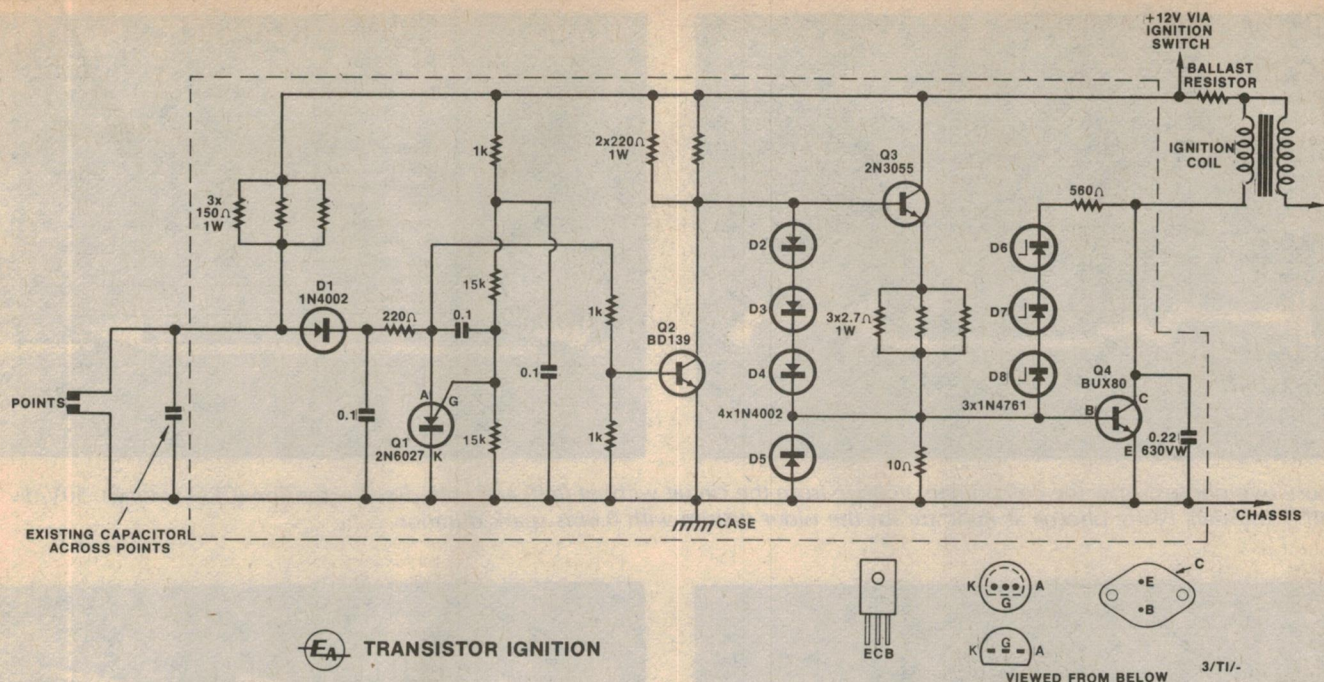 +12V VIA
IGNITION
SWITCH
BALLAST
RESISTOR
IGNITION
COIL
1k
2x220Ω
1W
Q3
2N3055
3x
150Ω
1W
560Ω
D2
D6
D1
1N4002
15k
220Ω
0.1
1k
D3
3x2.7Ω
1W
D7
Q2
BD139
0.1
POINTS
A
G
D4
D8
Q4
BUX80
C
4x1N4002
3x1N4761
B
0.1
Q1
2N6027
K
15k
1k
D5
10Ω
E
0.22
630VW
CASE
CHASSIS
EXISTING CAPACITOR
ACROSS POINTS
K
A
G
C
E
B
EA TRANSISTOR IGNITION
ECB
K
G
A
VIEWED FROM BELOW
3/TI/-